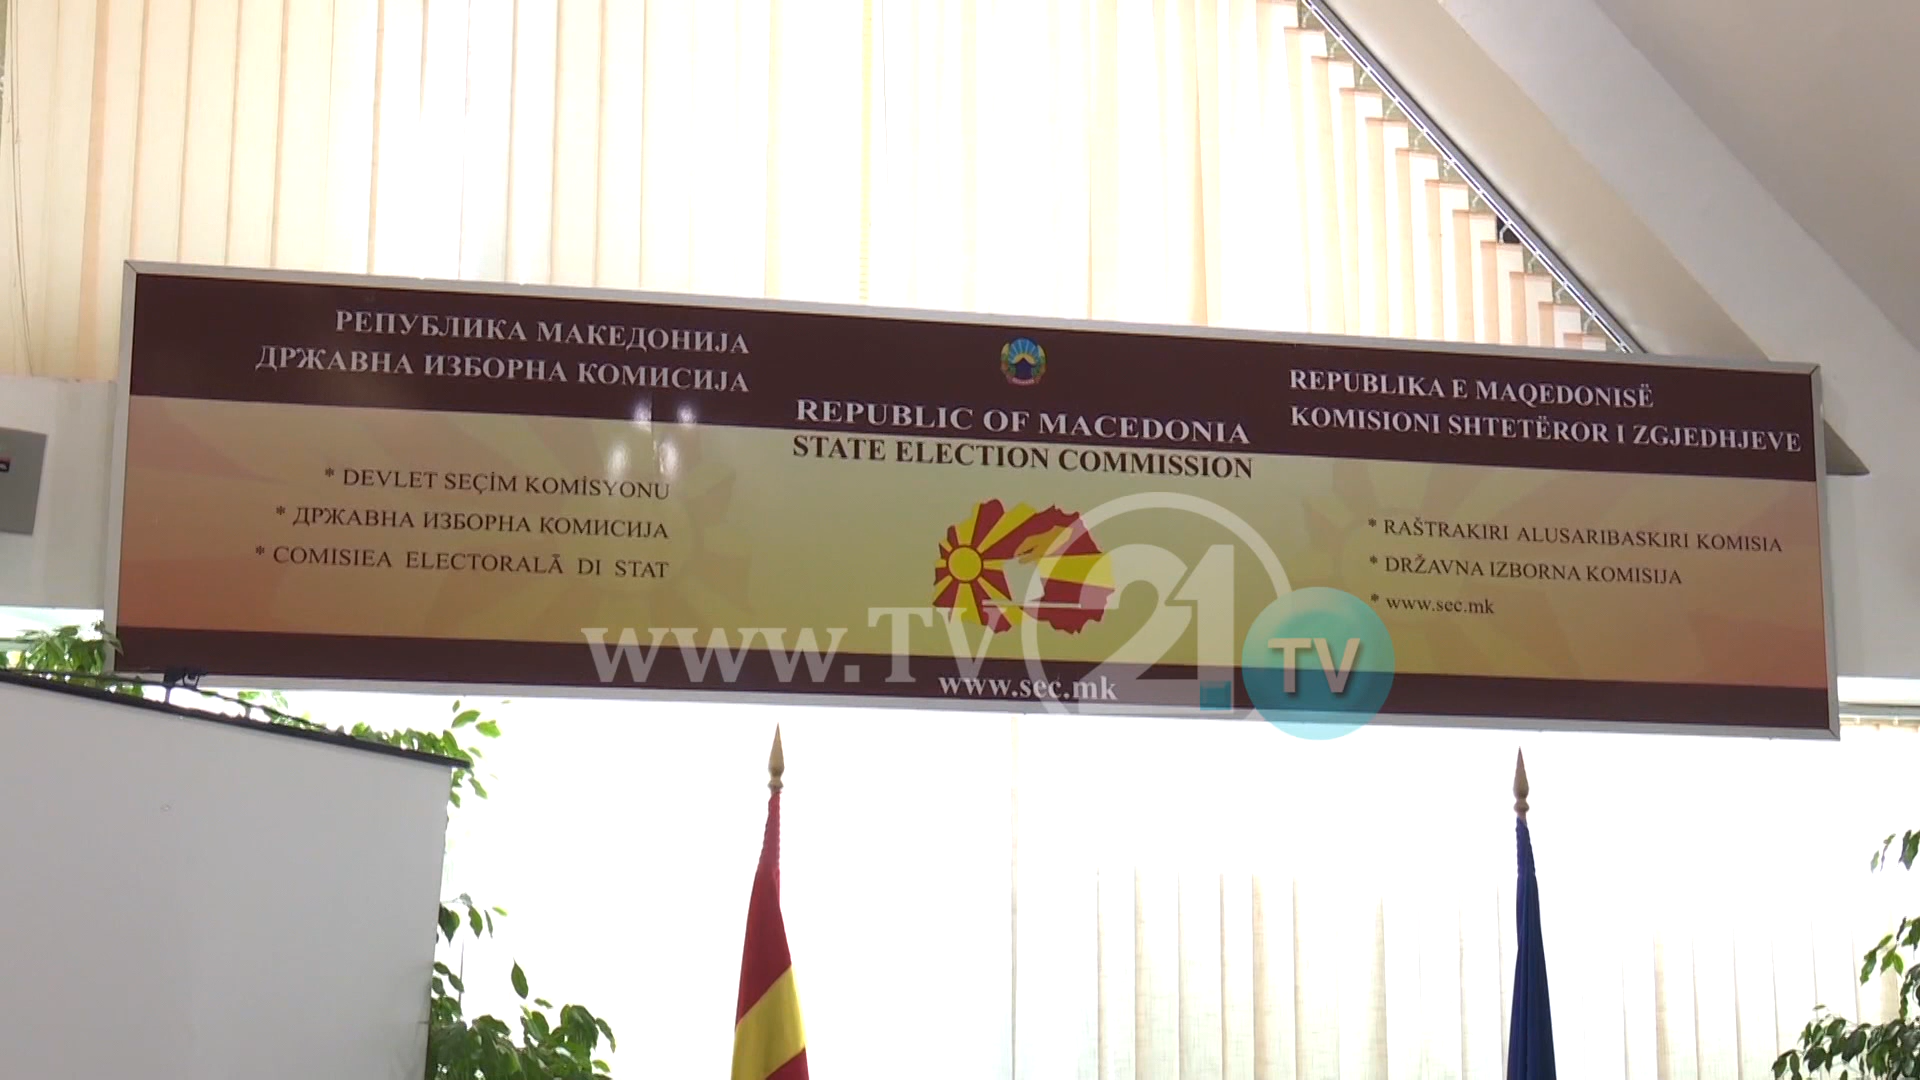 РЕПУБЛИКА МАКЕДОНИЈА
ДРЖАВНА ИЗБОРНА КОМИСИЈА
* DEVLET SEÇİM KOMİSYONU
* ДРЖАВНА ИЗБОРНА КОМИСИЈА
* COMISIEA ELECTORALĂ DI STAT
REPUBLIC OF MACEDONIA
STATE ELECTION COMMISSION
www.sec.mk
REPUBLIKA E MAQEDONISË
KOMISIONI SHTETËROR I ZGJEDHJEVE
* RAŠTRAKIRI ALUSARIBASKIRI KOMISIA
* DRŽAVNA IZBORNA KOMISIJA
* www.sec.mk
www.TV-21
TV